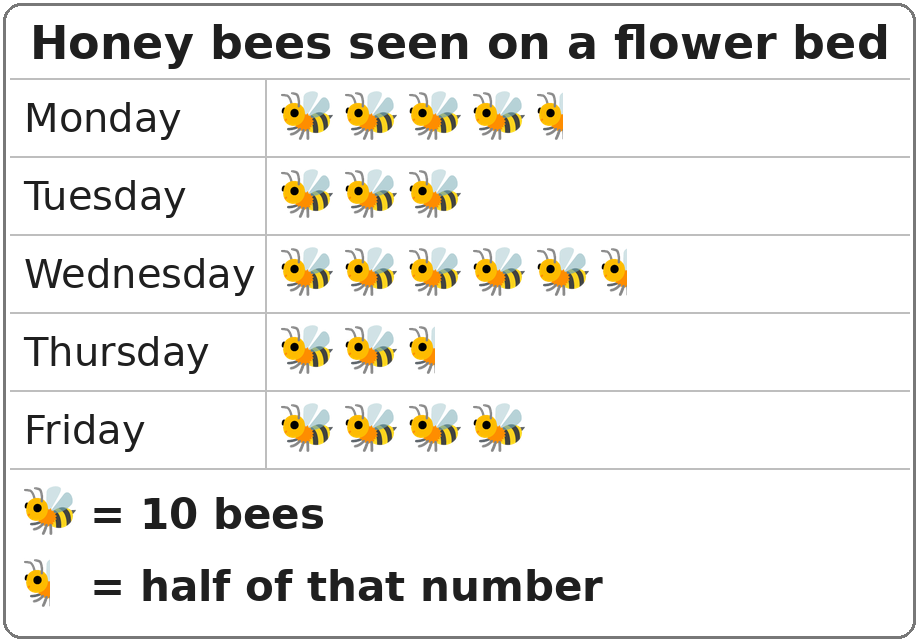 Honey bees seen on a flower bed
Monday
Tuesday
Wednesday
Thursday
Friday
= 10 bees
= half of that number